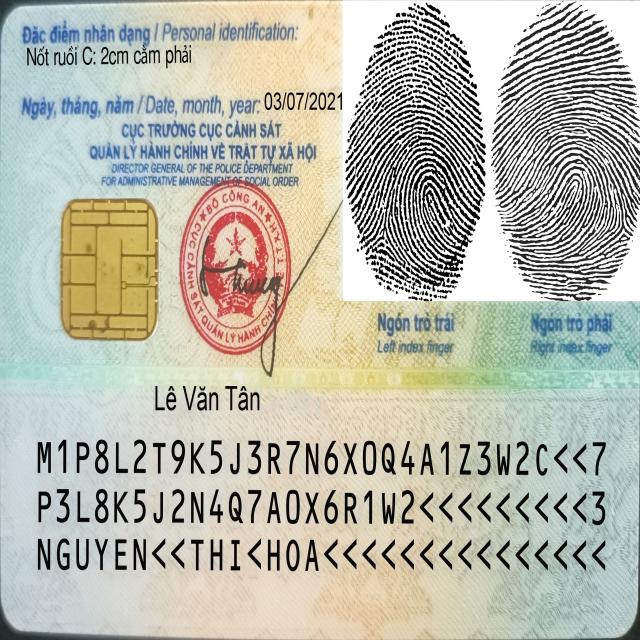 Đặc điểm nhân dạng / Personal identification:
Nốt ruồi C: 2cm cằm phải
Ngày, tháng, năm / Date, month, year: 03/07/2021
CỤC TRƯỞNG CỤC CẢNH SÁT
QUẢN LÝ HÀNH CHÍNH VỀ TRẬT TỰ XÃ HỘI
DIRECTOR GENERAL OF THE POLICE DEPARTMENT
FOR ADMINISTRATIVE MANAGEMENT OF SOCIAL ORDER
BỘ CÔNG AN
CỤC CẢNH SÁT QUẢN LÝ HÀNH CHÍNH
Ngón trỏ trái
Left index finger
Ngón trỏ phải
Right index finger
Lê Văn Tân
M1P8L2T9K5J3R7N6X0Q4A1Z3W2C<<7
P3L8K5J2N4Q7A0X6R1W2<<<<<<<<<3
NGUYEN<<THI<HOA<<<<<<<<<<<<<<<